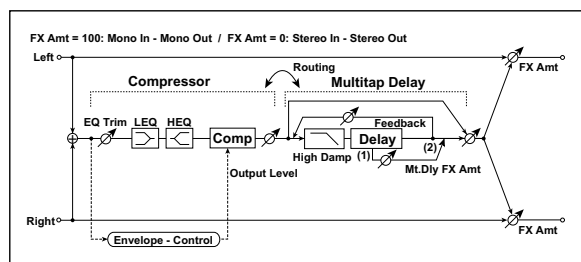 FX Amt = 100: Mono In - Mono Out / FX Amt = 0: Stereo In - Stereo Out
Left
FX Amt
Routing
Compressor
Multitap Delay
EQ Trim
LEQ
HEQ
Feedback
Comp
Delay
High Damp
(1)
(2)
Output Level
Mt.Dly FX Amt
Right
FX Amt
Envelope - Control